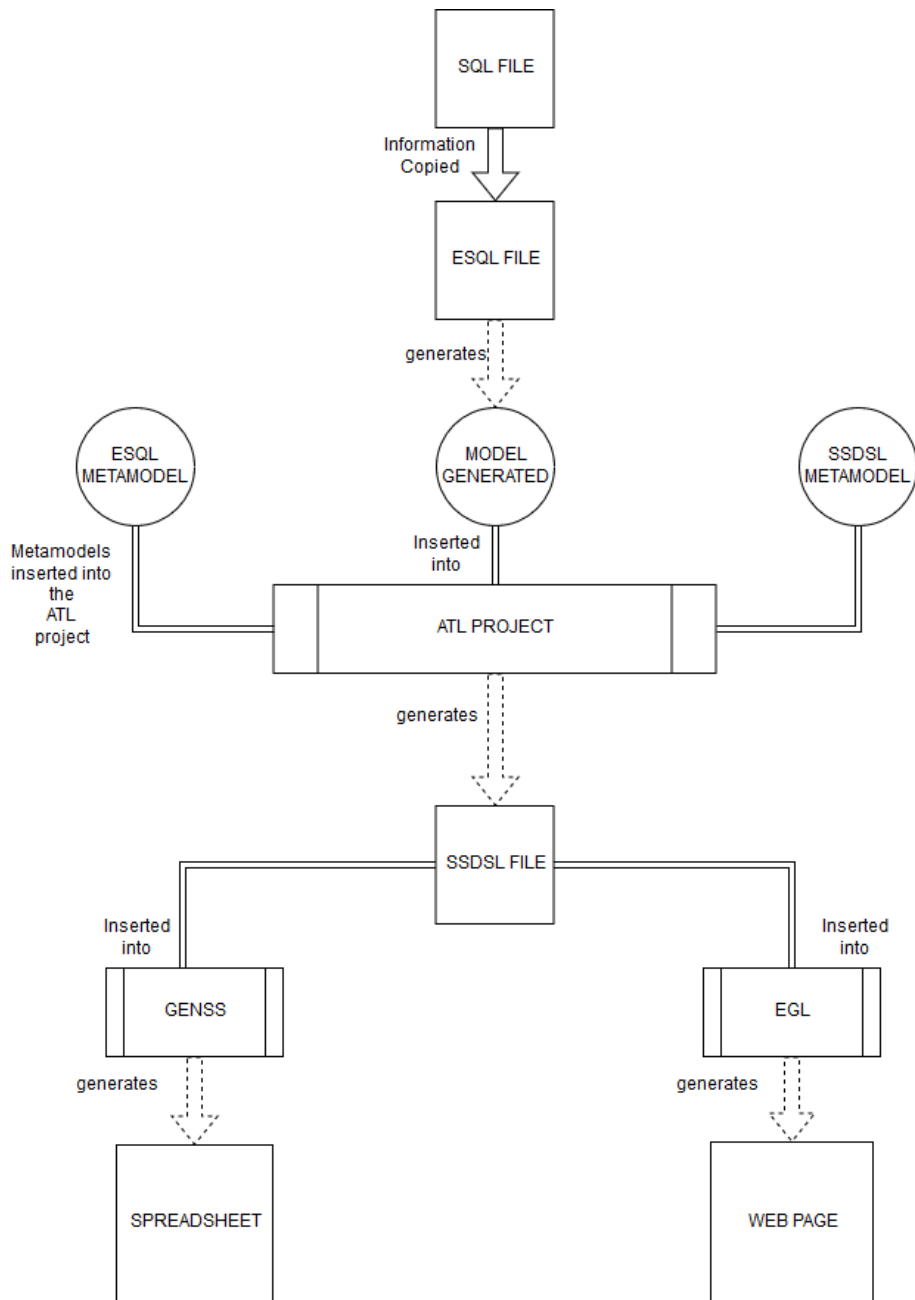 SQL FILE
Information
Copied
ESQL FILE
generates
ESQL
METAMODEL
MODEL
GENERATED
SSDSL
METAMODEL
Metamodels
inserted into
the
ATL
project
Inserted
into
ATL PROJECT
generates
SSDSL FILE
Inserted
into
Inserted
into
GENSS
EGL
generates
generates
SPREADSHEET
WEB PAGE